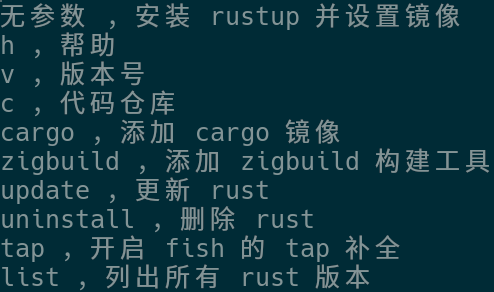 无参数 ，安装 rustup 并设置镜像
h ，帮助
v ，版本号
c ，代码仓库
cargo ，添加 cargo 镜像
zigbuild ，添加 zigbuild 构建工具
update ，更新 rust
uninstall ，删除 rust
tap ，开启 fish 的 tap 补全
list ，列出所有 rust 版本